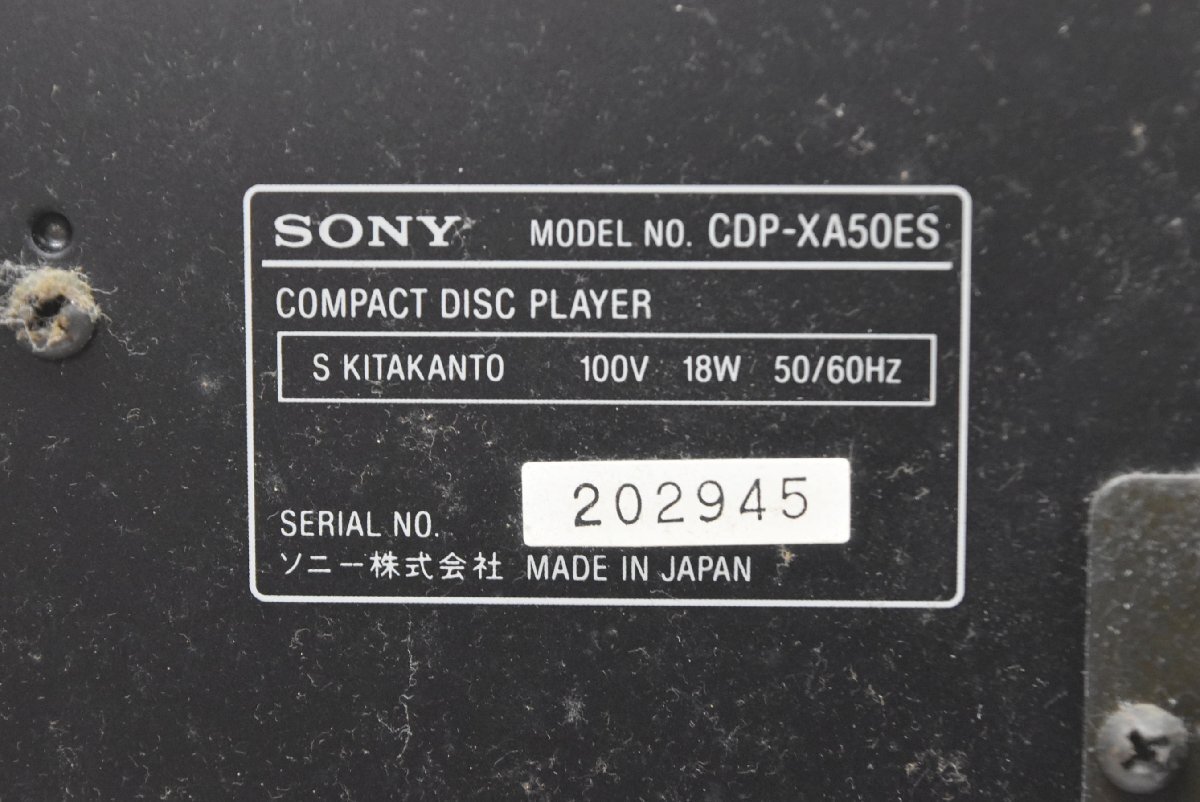 SONY MODEL NO. CDP-XA50ES
COMPACT DISC PLAYER
S KITAKANTO 100V 18W 50/60HZ
SERIAL NO. 202945
ソニー株式会社 MADE IN JAPAN